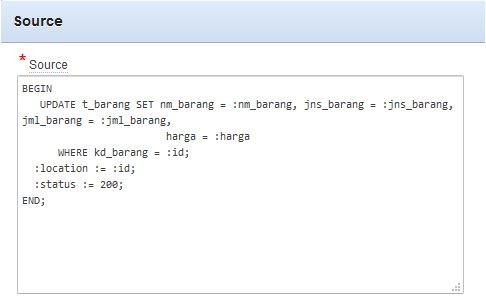 Source
* Source
BEGIN
UPDATE t_barang SET nm_barang = :nm_barang, jns_barang = :jns_barang,
jml_barang = :jml_barang,
harga = :harga
WHERE kd_barang = :id;
:location := :id;
:status := 200;
END;